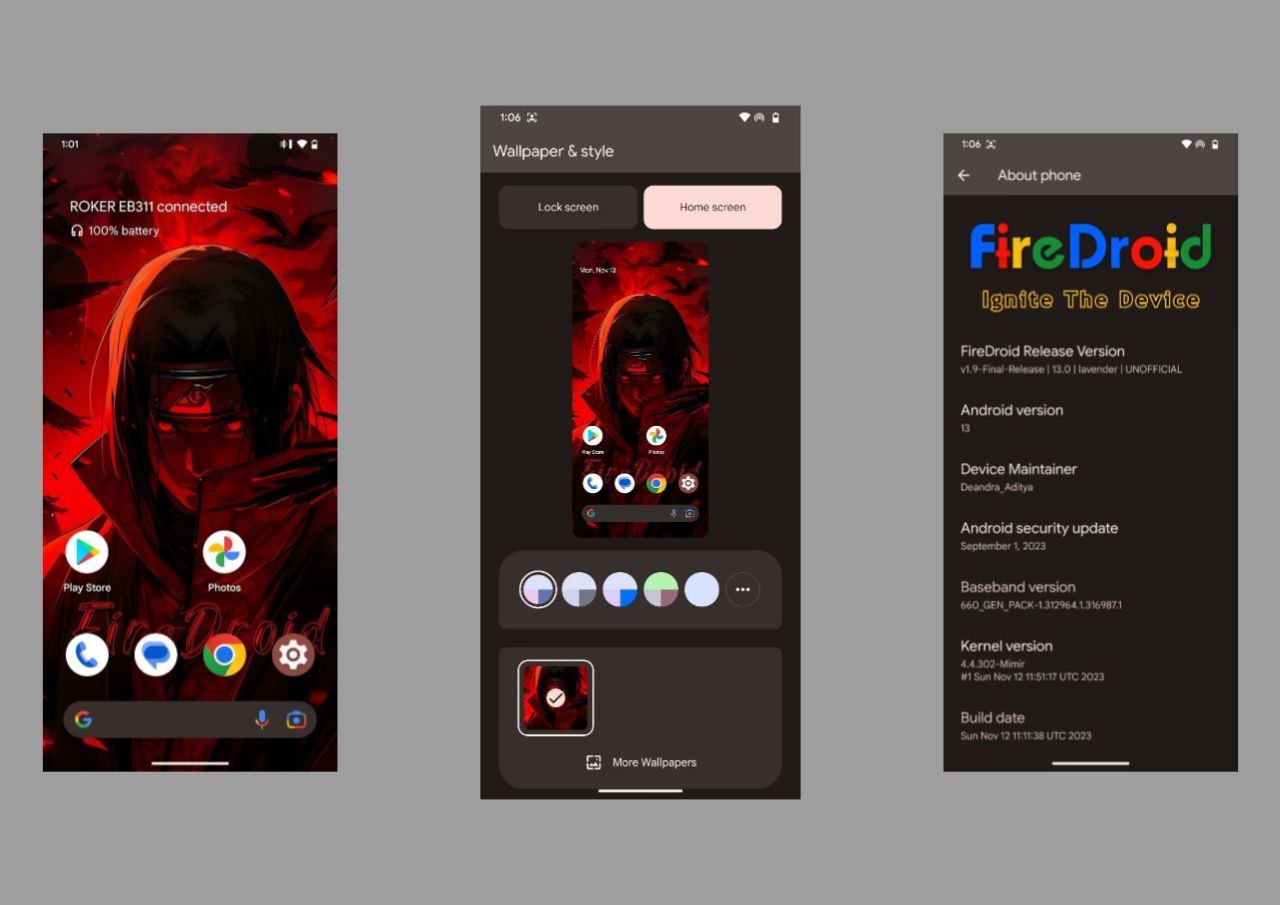 1:01
ROKER EB311 connected
100% battery
Play Store
Photos
FireDroid
1:06
Wallpaper & style
Lock screen
Home screen
Mon, Nov 13
Play Store
Photos
FireDroid
More Wallpapers
1:06
About phone
FireDroid
Ignite The Device
FireDroid Release Version
v1.9-Final-Release | 13.0 | lavender | UNOFFICIAL
Android version
13
Device Maintainer
Deandra_Aditya
Android security update
September 1, 2023
Baseband version
660_GEN_PACK-1.312964.1.316987.1
Kernel version
4.4.302-Mimir
#1 Sun Nov 12 11:51:17 UTC 2023
Build date
Sun Nov 12 11:11:38 UTC 2023